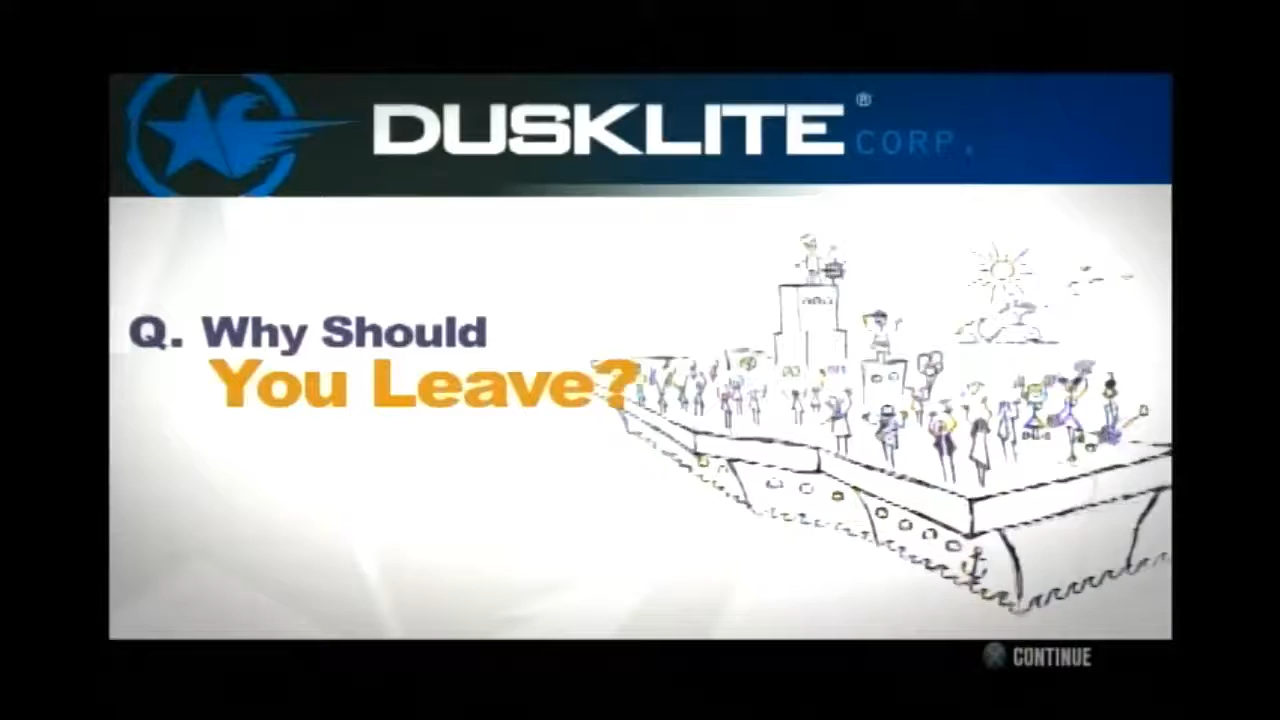 DUSKLITE®
CORP.
Q. Why Should
You Leave?
CONTINUE